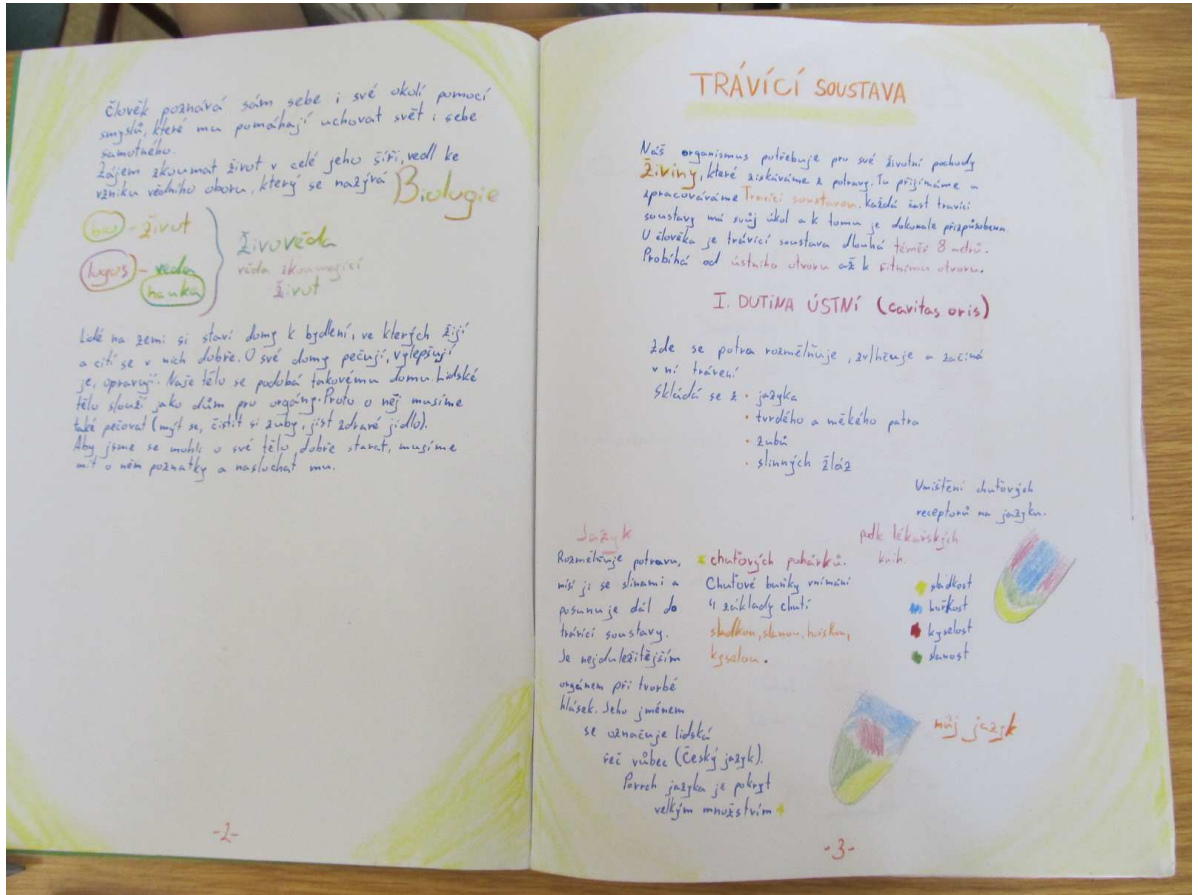 člověk poznává sám sebe i své okolí pomocí
smyslů, které mu pomáhají uchovat svět i sebe
samotného.
Zájem zkoumat život v celé jeho šíři, vedl ke
vzniku vědního oboru, který se nazývá Biologie
bio - život
logos - věda
nauka
Živověda
věda zkoumající
život
Lidé na zemi si staví domy k bydlení, ve kterých žijí
a cítí se v nich dobře. O své domy pečují, vylepšují
je, opravují. Naše tělo se podobá takovému domu. Lidské
tělo slouží jako dům pro orgány. Proto o něj musíme
také pečovat (mýt se, čistit si zuby, jíst zdravé jídlo).
Aby jsme se mohli o své tělo dobře starat, musíme
mít o něm poznatky a naslouchat mu.
-2-
TRÁVÍCÍ SOUSTAVA
Náš organismus potřebuje pro své životní pochody
živiny, které získáváme z potravy. Tu přijímáme a
zpracováváme Trávící soustavou. Každá část travící
soustavy má svůj úkol a k tomu je dokonale přizpůsobena.
U člověka je trávící soustava dlouhá téměř 8 metrů.
Probíhá od ústního otvoru až k řitnímu otvoru.
I. DUTINA ÚSTNÍ (cavitas oris)
Zde se potra rozmělňuje, zvlhčuje a začíná
v ní trávení
Skládá se z • jazyka
• tvrdého a měkého patra
• zubů
• slinných žláz
Jazyk
Rozmělňuje potravu,
mísí ji se slinami a
posunuje dál do
trávicí soustavy.
Je nejduležitějším
orgánem při tvorbě
hlásek. Jeho jménem
se označuje lidská
řeč vůbec (Český jazyk).
Povrch jazyka je pokryt
velkým množstvím
chuťových pohárků.
Chuťové buňky vnímání
4 základy chutí
sladkou, slanou, hořkou,
kyselou.
Umístění chuťových
receptorů na jazyku.
podle lékařských
knih.
sladkost
hořkost
kyselost
slanost
můj jazyk
-3-